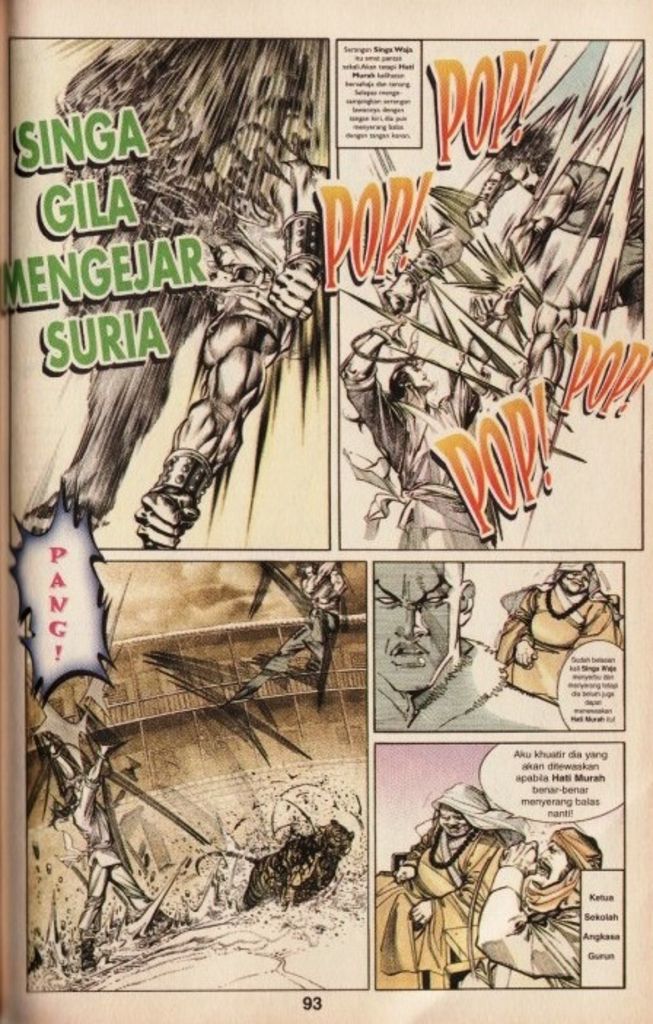 SINGA
GILA
MENGEJAR
SURIA
Serangan Singa Waja
itu amat pantas
sekali. Akan tetapi Hati
Murah kelihatan
bersahaja dan tenang.
Selepas menge-
sampingkan serangan
lawannya dengan
tangan kiri, dia pun
menyerang balas
dengan tangan kanan.
POP!
POP!
POP!
POP!
PANG!
Sudah belasan
kali Singa Waja
menyerbu dan
menyerang tetapi
dia belum juga
dapat
menewaskan
Hati Murah itu!
Aku khuatir dia yang
akan ditewaskan
apabila Hati Murah
benar-benar
menyerang balas
nanti!
Ketua
Sekolah
Angkasa
Gurun
93